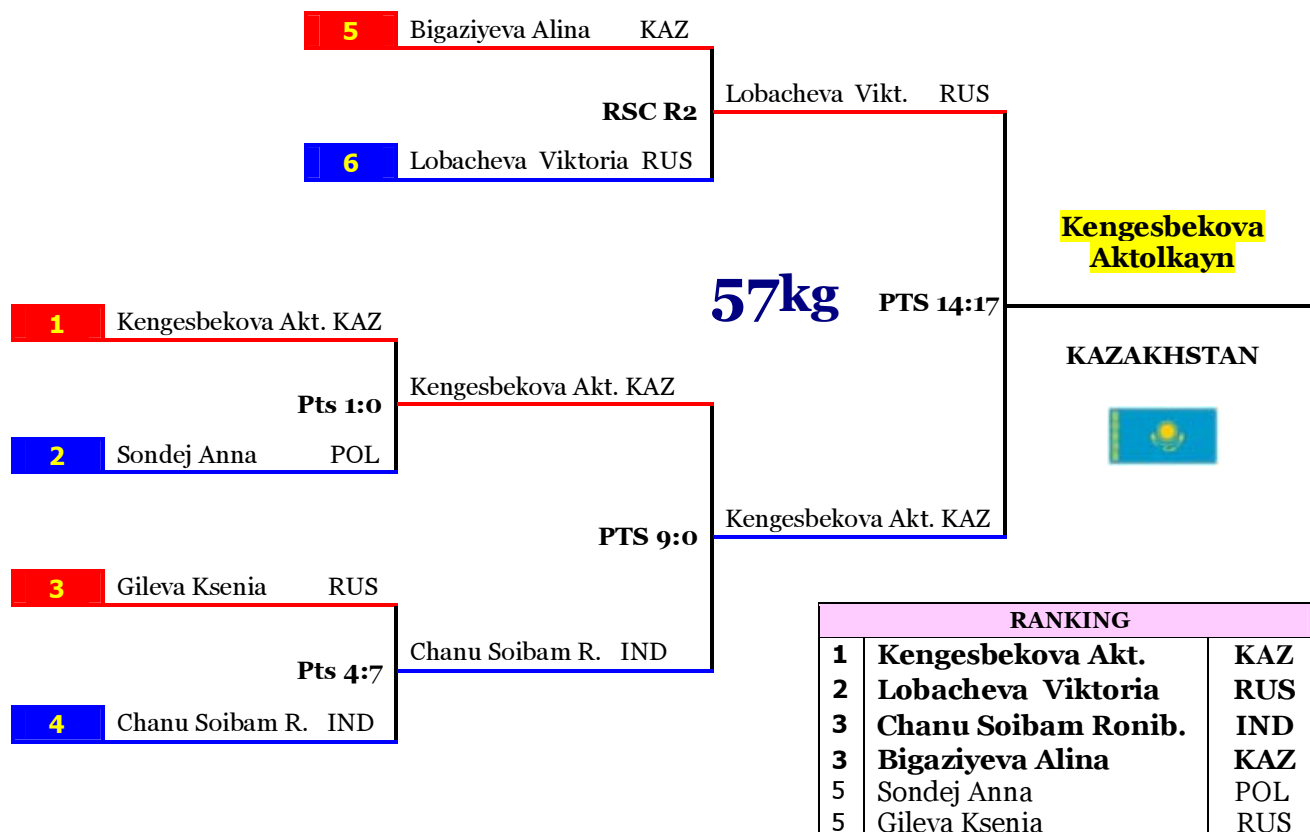 5 Bigaziyeva Alina KAZ
RSC R2
Lobacheva Vikt. RUS
6 Lobacheva Viktoria RUS
Kengesbekova
Aktolkayn
57kg
PTS 14:17
1 Kengesbekova Akt. KAZ
KAZAKHSTAN
Pts 1:0
Kengesbekova Akt. KAZ
2 Sondej Anna POL
PTS 9:0
Kengesbekova Akt. KAZ
3 Gileva Ksenia RUS
Pts 4:7
Chanu Soibam R. IND
4 Chanu Soibam R. IND
RANKING
1 Kengesbekova Akt. KAZ
2 Lobacheva Viktoria RUS
3 Chanu Soibam Ronib. IND
3 Bigaziyeva Alina KAZ
5 Sondej Anna POL
5 Gileva Ksenia RUS